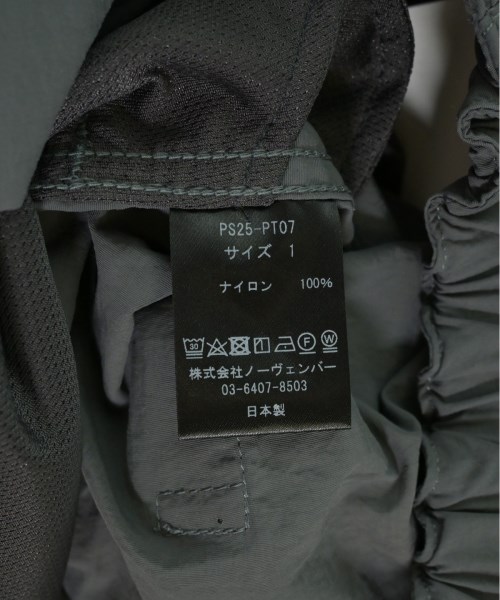 PS25-PT07
サイズ 1
ナイロン 100%
30 F W
株式会社ノーヴェンバー
03-6407-8503
日本製